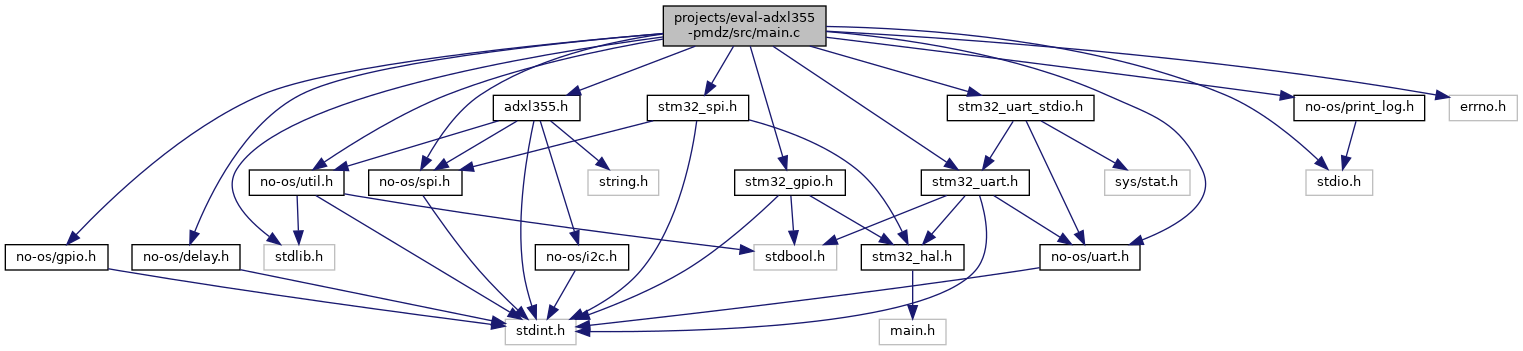 projects/eval-adxl355
-pmdz/src/main.c
adxl355.h
stm32_spi.h
stm32_uart_stdio.h
no-os/print_log.h
errno.h
no-os/util.h
no-os/spi.h
string.h
stm32_gpio.h
stm32_uart.h
sys/stat.h
stdio.h
no-os/gpio.h
no-os/delay.h
stdlib.h
no-os/i2c.h
stdbool.h
stm32_hal.h
no-os/uart.h
stdint.h
main.h